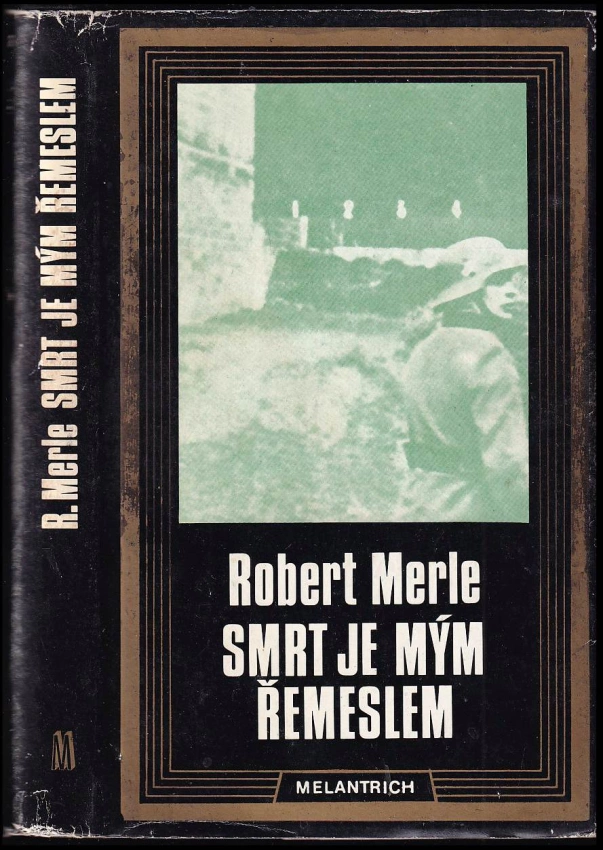 R. Merle SMRT JE MÝM ŘEMESLEM
M
Robert Merle
SMRT JE MÝM
ŘEMESLEM
MELANTRICH